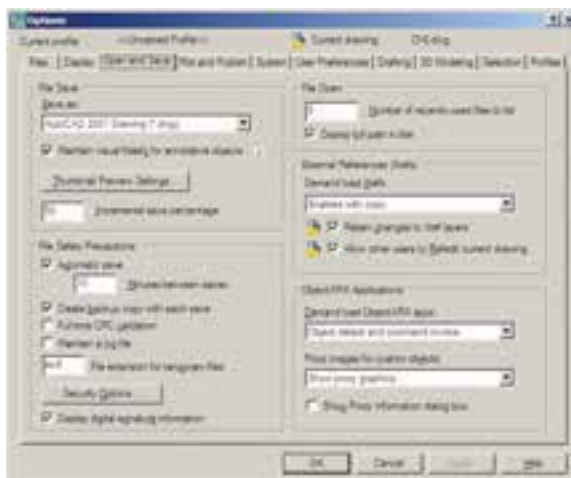 Options
Current profile: <<Unnamed Profile>> Current drawing:
Files Display Open and Save Plot and Publish System User Preferences Drafting 3D Modeling Selection Profiles
File Save
Save as:
AutoCAD 2007 Drawing (*.dwg)
Maintain visual fidelity for annotative objects
Thumbnail Preview Settings
Incremental save percentage
File Safety Precautions
Automatic save
Minutes between saves
Create backup copy with each save
Full-time CRC validation
Maintain a log file
File extension for temporary files
Security Options
Display digital signature information
File Open
Number of recently-used files to list
Display full path in title
External References (Xrefs)
Demand load Xrefs:
Enabled with copy
Retain changes to Xref layers
Allow other users to Refedit current drawing
ObjectARX Applications
Demand load ObjectARX apps:
Object detect and command invoke
Proxy images for custom objects:
Show proxy graphics
Show Proxy Information dialog box
OK Cancel Apply Help